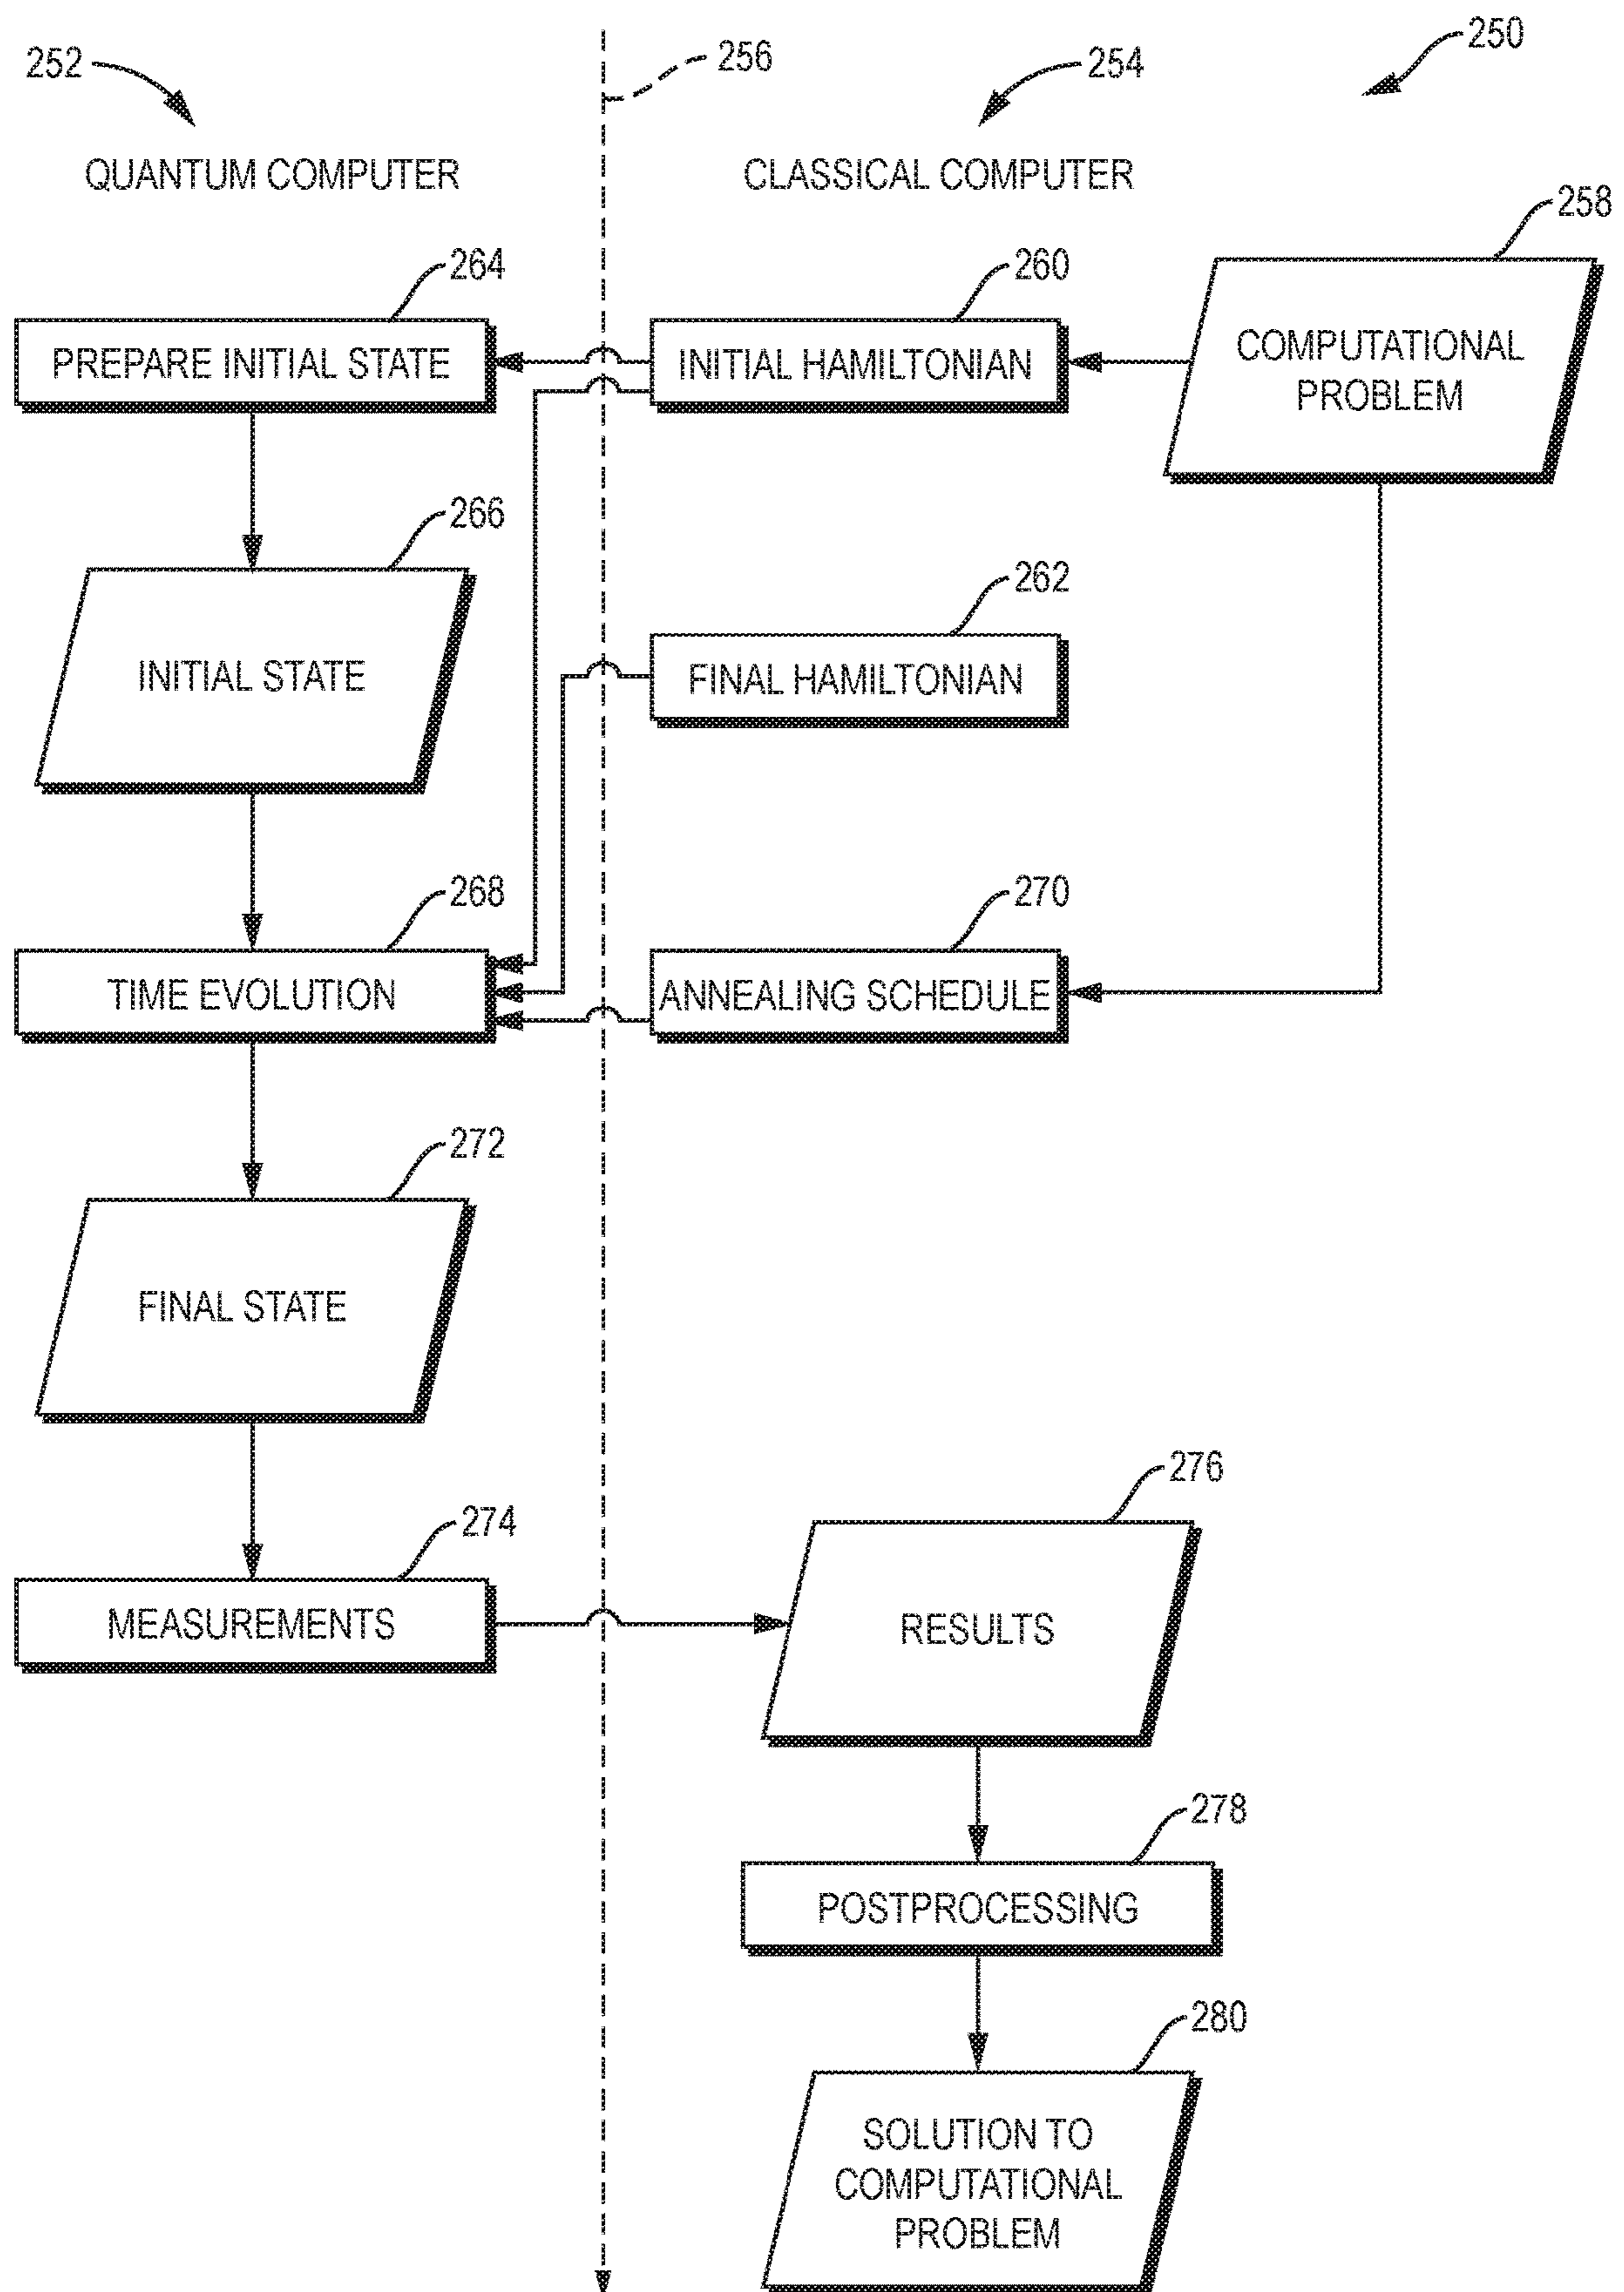 250
252
256
254
QUANTUM COMPUTER
CLASSICAL COMPUTER
258
264
260
PREPARE INITIAL STATE
INITIAL HAMILTONIAN
COMPUTATIONAL
PROBLEM
266
262
INITIAL STATE
FINAL HAMILTONIAN
268
270
TIME EVOLUTION
ANNEALING SCHEDULE
272
FINAL STATE
276
274
MEASUREMENTS
RESULTS
278
POSTPROCESSING
280
SOLUTION TO
COMPUTATIONAL
PROBLEM